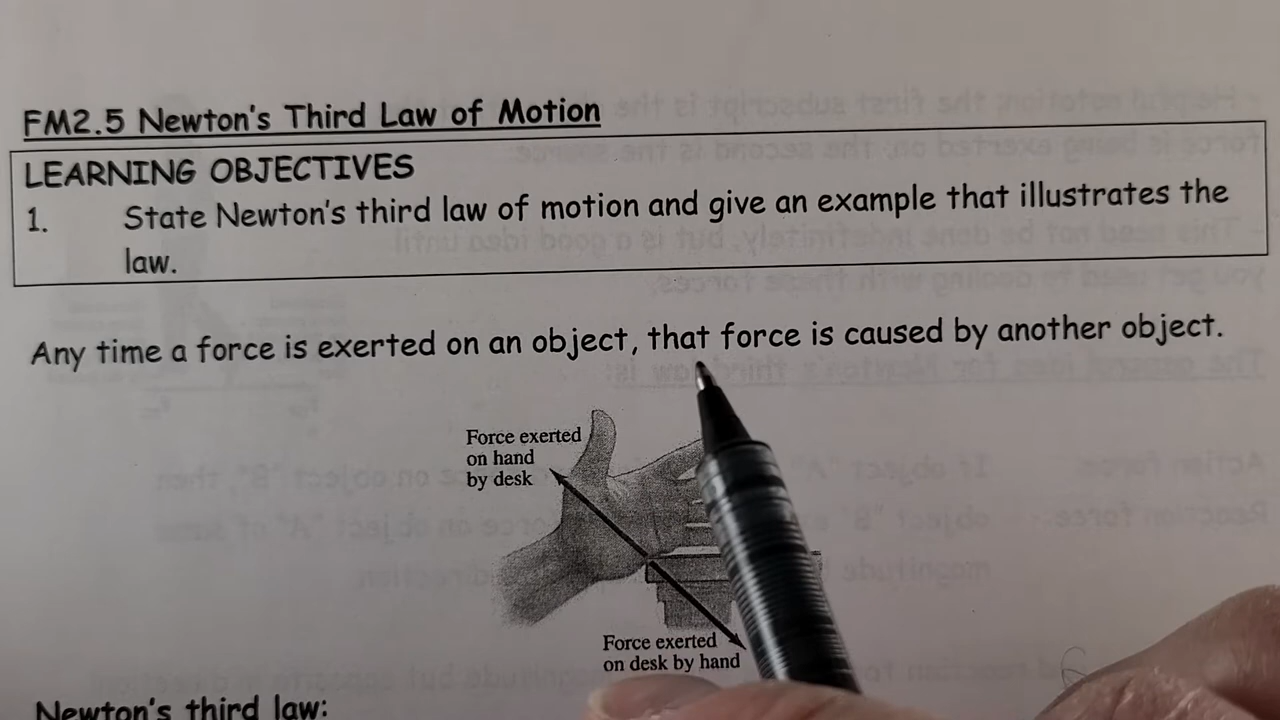 FM2.5 Newton's Third Law of Motion
LEARNING OBJECTIVES
1. State Newton's third law of motion and give an example that illustrates the
law.
Any time a force is exerted on an object, that force is caused by another object.
Force exerted
on hand
by desk
Force exerted
on desk by hand
Newton's third law: